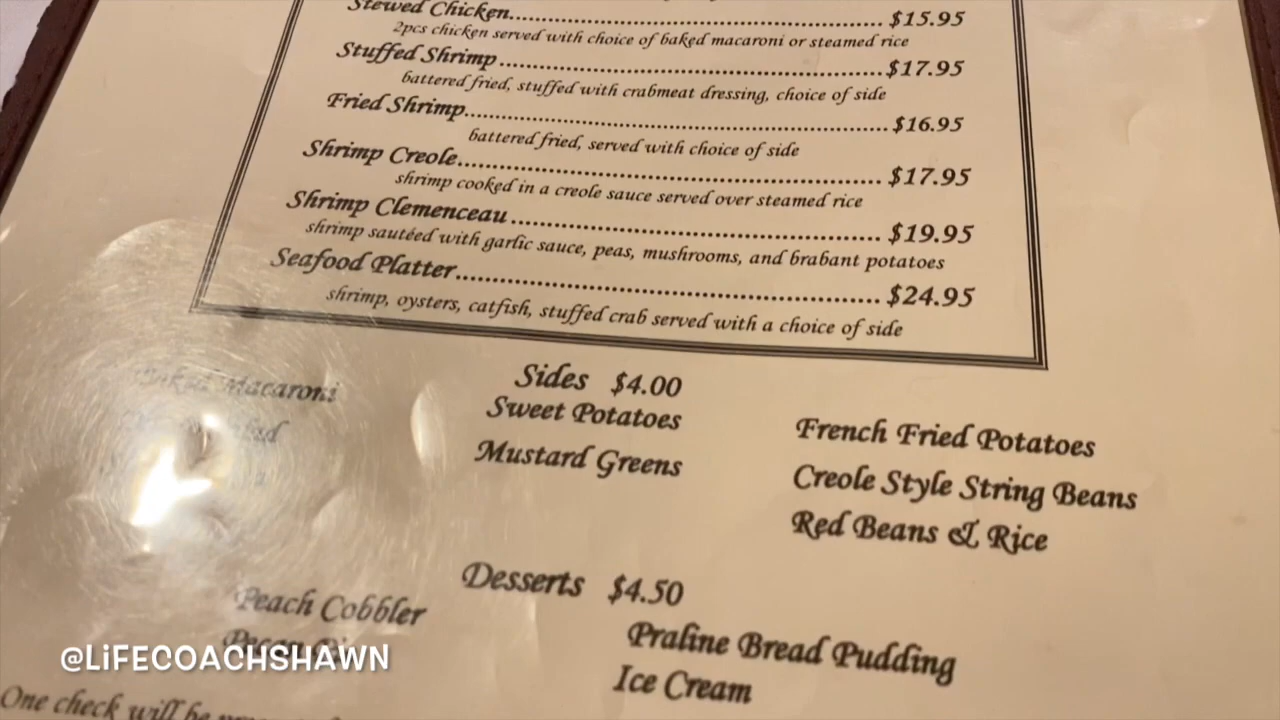 Stewed Chicken.......... $15.95
2pcs chicken served with choice of baked macaroni or steamed rice
Stuffed Shrimp.......... $17.95
battered fried, stuffed with crabmeat dressing, choice of side
Fried Shrimp.......... $16.95
battered fried, served with choice of side
Shrimp Creole.......... $17.95
shrimp cooked in a creole sauce served over steamed rice
Shrimp Clemenceau.......... $19.95
shrimp sautéed with garlic sauce, peas, mushrooms, and brabant potatoes
Seafood Platter.......... $24.95
shrimp, oysters, catfish, stuffed crab served with a choice of side
Sides $4.00
Macaroni
Sweet Potatoes
Mustard Greens
French Fried Potatoes
Creole Style String Beans
Red Beans & Rice
Desserts $4.50
Peach Cobbler
Pecan
Praline Bread Pudding
Ice Cream
@LiFECOACHSHAWN
One check will be